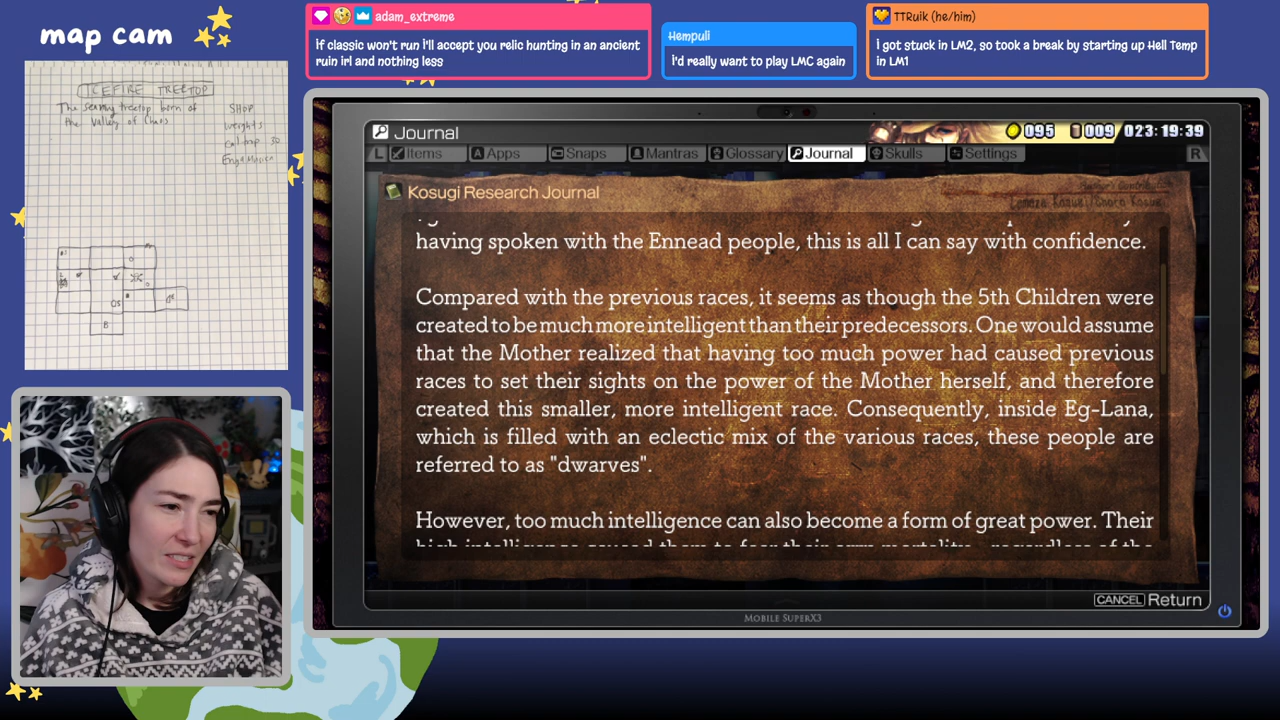 map cam
ICEFIRE TREETOP
The seaming treetop born of
the Valley of Chaos
SHOP
weights
caltrop 30
adam_extreme
if classic won't run i'll accept you relic hunting in an ancient
ruin irl and nothing less
Hempuli
i'd really want to play LMC again
TTRuik (he/him)
i got stuck in LM2, so took a break by starting up Hell Temp
in LM1
Journal
095
009
023:19:39
L
Items
Apps
Snaps
Mantras
Glossary
Journal
Skulls
Settings
R
Kosugi Research Journal
having spoken with the Ennead people, this is all I can say with confidence.
Compared with the previous races, it seems as though the 5th Children were
created to be much more intelligent than their predecessors. One would assume
that the Mother realized that having too much power had caused previous
races to set their sights on the power of the Mother herself, and therefore
created this smaller, more intelligent race. Consequently, inside Eg-Lana,
which is filled with an eclectic mix of the various races, these people are
referred to as "dwarves".
However, too much intelligence can also become a form of great power. Their
CANCEL Return
MOBILE SUPERX3